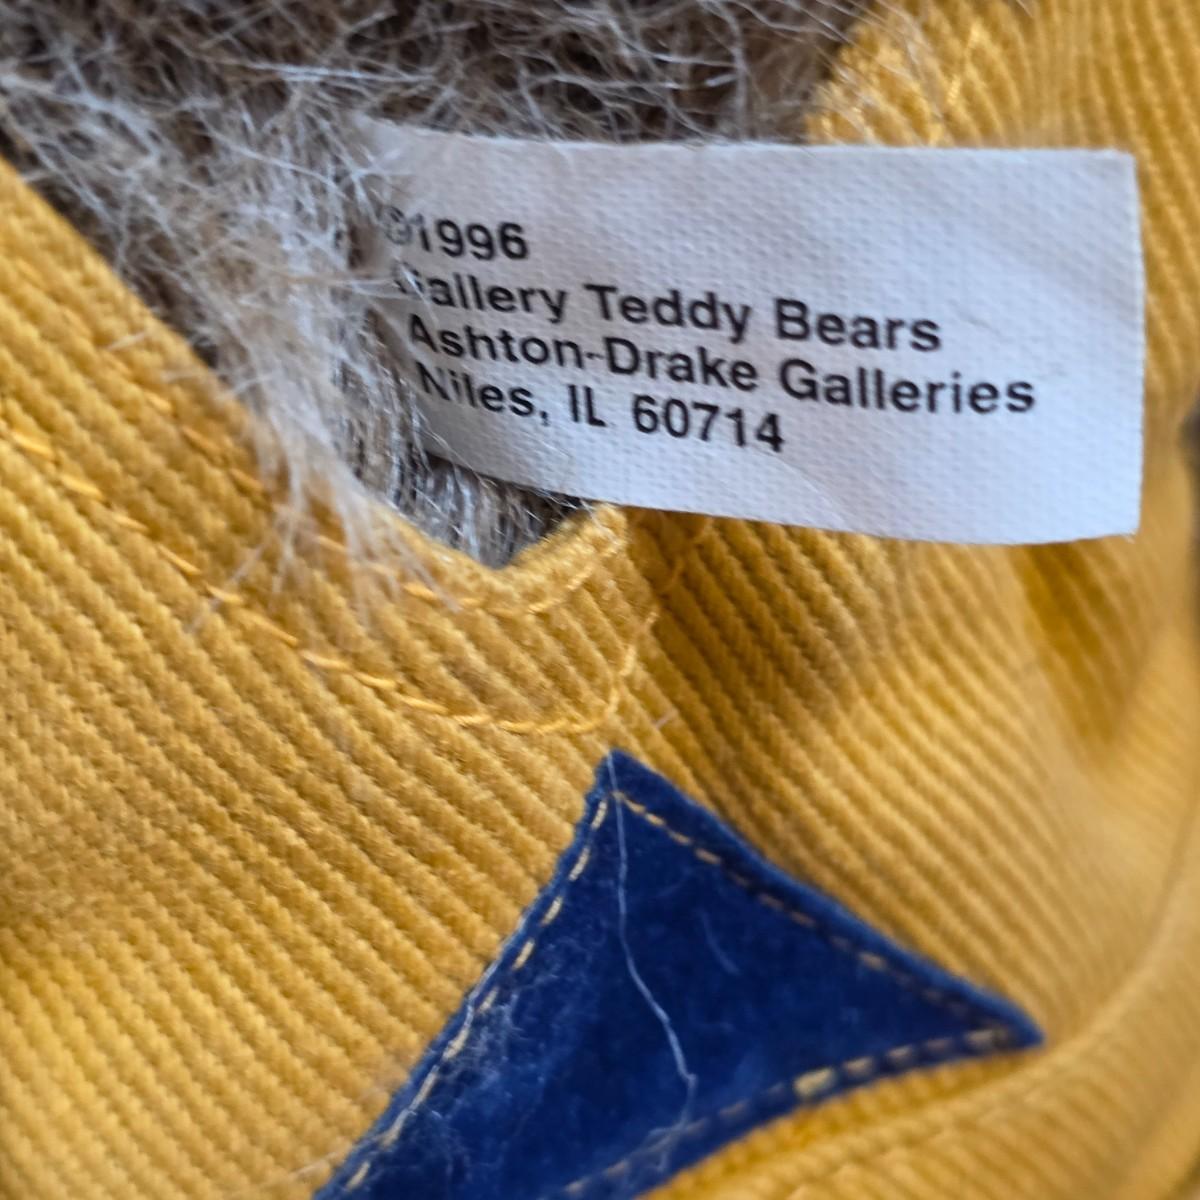 ©1996
Gallery Teddy Bears
Ashton-Drake Galleries
Niles, IL 60714